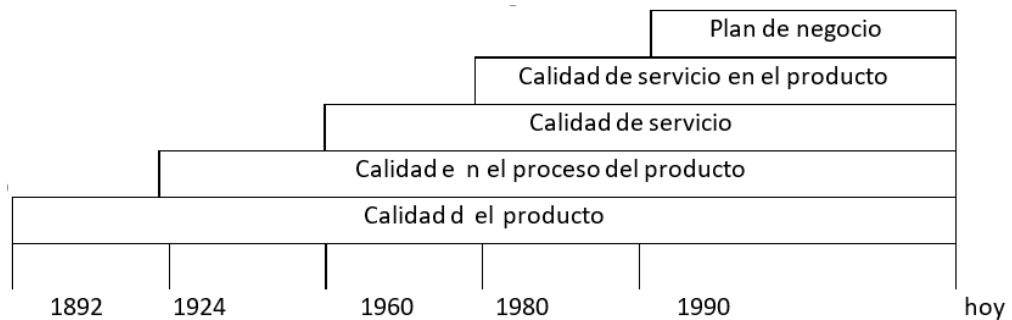 Plan de negocio
Calidad de servicio en el producto
Calidad de servicio
Calidad e n el proceso del producto
Calidad d el producto
1892 1924 1960 1980 1990 hoy